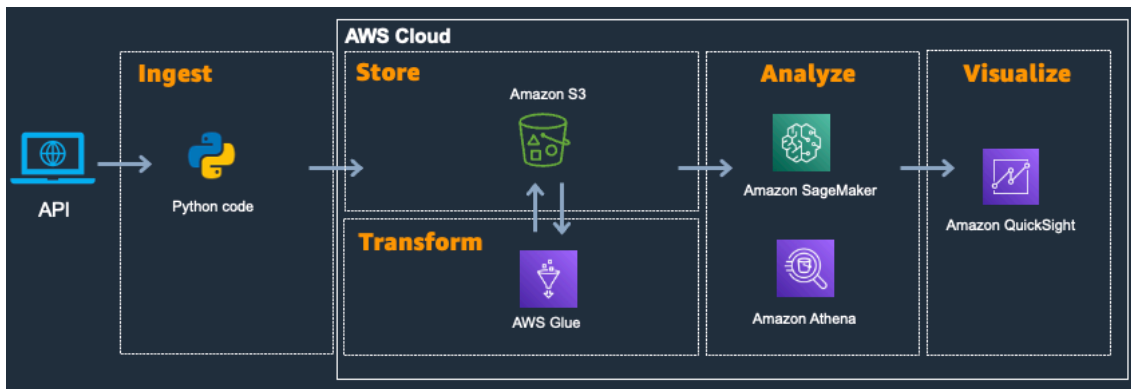 AWS Cloud
Ingest
Store
Analyze
Visualize
Amazon S3
API
Python code
Amazon SageMaker
Amazon QuickSight
Transform
AWS Glue
Amazon Athena